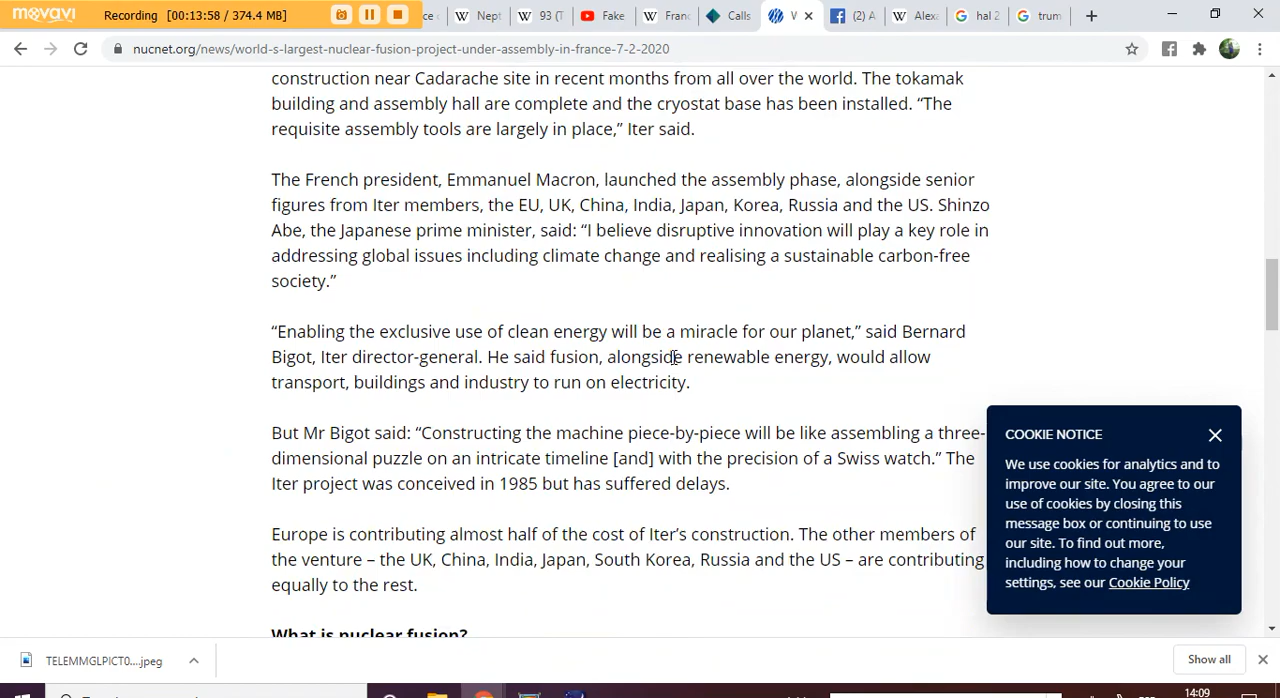 movavi
Recording [00:13:58 / 374.4 MB]
ce c
Nept
93 (T
Fake
Franc
Calls
V
(2) A
Alexa
hal 2
trum
nucnet.org/news/world-s-largest-nuclear-fusion-project-under-assembly-in-france-7-2-2020
construction near Cadarache site in recent months from all over the world. The tokamak
building and assembly hall are complete and the cryostat base has been installed. “The
requisite assembly tools are largely in place,” Iter said.
The French president, Emmanuel Macron, launched the assembly phase, alongside senior
figures from Iter members, the EU, UK, China, India, Japan, Korea, Russia and the US. Shinzo
Abe, the Japanese prime minister, said: “I believe disruptive innovation will play a key role in
addressing global issues including climate change and realising a sustainable carbon-free
society.”
“Enabling the exclusive use of clean energy will be a miracle for our planet,” said Bernard
Bigot, Iter director-general. He said fusion, alongside renewable energy, would allow
transport, buildings and industry to run on electricity.
But Mr Bigot said: “Constructing the machine piece-by-piece will be like assembling a three-
dimensional puzzle on an intricate timeline [and] with the precision of a Swiss watch.” The
Iter project was conceived in 1985 but has suffered delays.
Europe is contributing almost half of the cost of Iter’s construction. The other members of
the venture – the UK, China, India, Japan, South Korea, Russia and the US – are contributing
equally to the rest.
What is nuclear fusion?
COOKIE NOTICE
We use cookies for analytics and to
improve our site. You agree to our
use of cookies by closing this
message box or continuing to use
our site. To find out more,
including how to change your
settings, see our Cookie Policy
TELEMMGLPICT0....jpeg
Show all
14:09